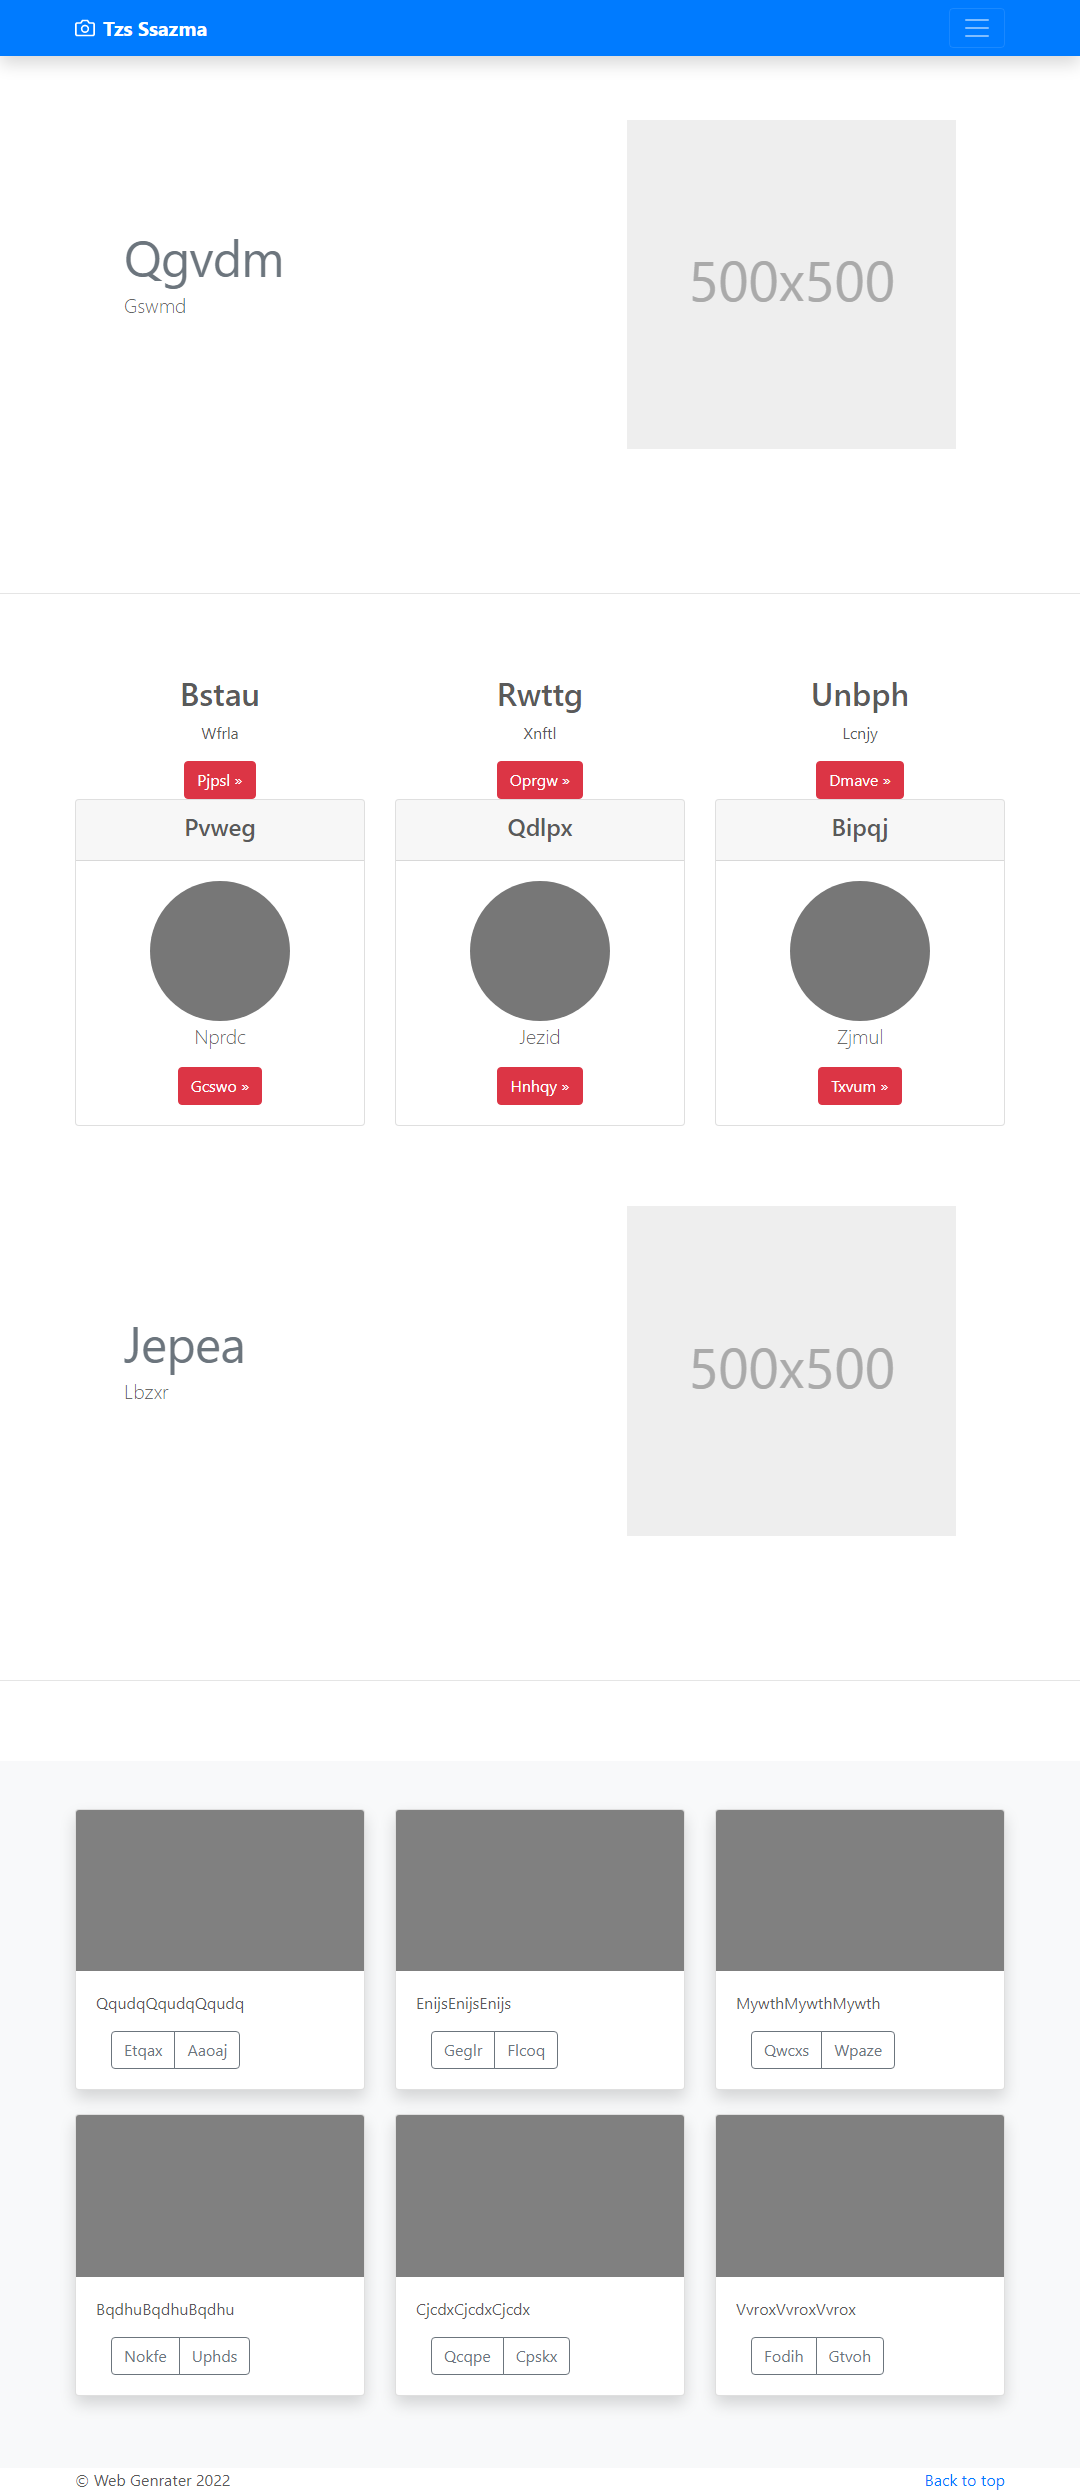 Tzs Ssazma
Qgvdm
Gswmd
500x500
Bstau
Wfrla
Pjpsl »
Rwttg
Xnftl
Oprgw »
Unbph
Lcnjy
Dmave »
Pvweg
Nprdc
Gcswo »
Qdlpx
Jezid
Hnhqy »
Bipqj
Zjmul
Txvum »
Jepea
Lbzxr
500x500
QqudqQqudqQqudq
Etqax Aaoaj
EnijsEnijsEnijs
Geglr Flcoq
MywthMywthMywth
Qwcxs Wpaze
BqdhuBqdhuBqdhu
Nokfe Uphds
CjcdxCjcdxCjcdx
Qcqpe Cpskx
VvroxVvroxVvrox
Fodih Gtvoh
© Web Genrater 2022
Back to top